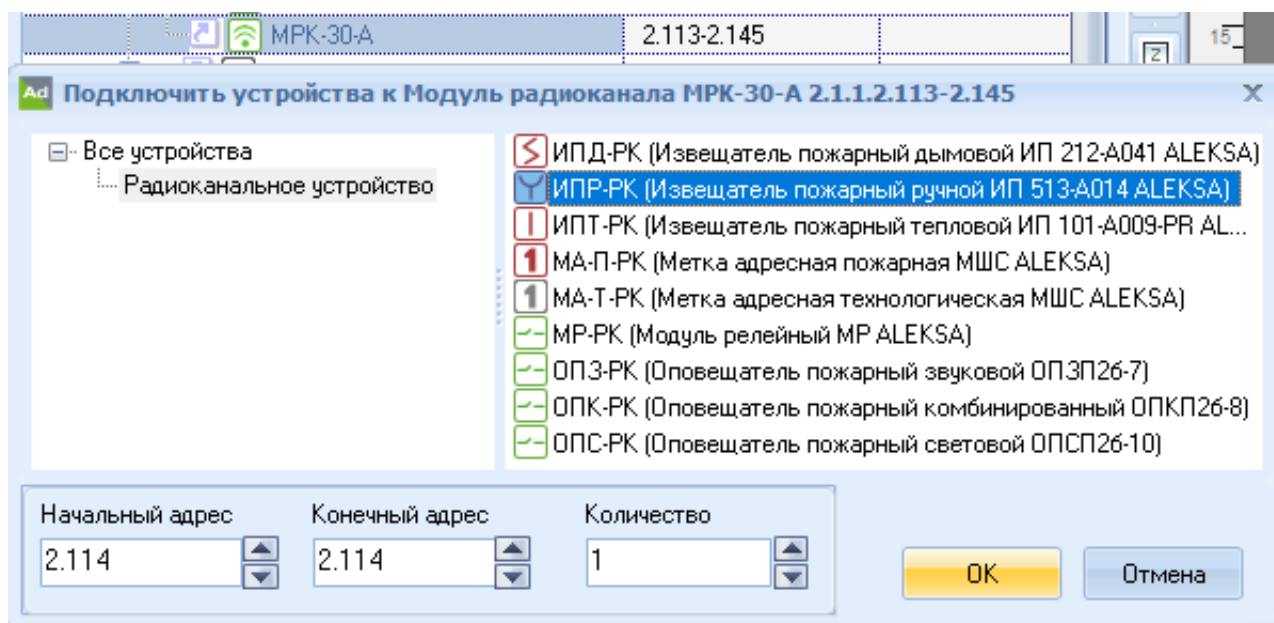 МРК-30-А 2.113-2.145
15
Z
Ad Подключить устройства к Модуль радиоканала МРК-30-А 2.1.1.2.113-2.145 X
Все устройства
Радиоканальное устройство
ИПД-РК (Извещатель пожарный дымовой ИП 212-А041 ALEKSA)
ИПР-РК (Извещатель пожарный ручной ИП 513-А014 ALEKSA)
ИПТ-РК (Извещатель пожарный тепловой ИП 101-А009-PR AL...
1 МА-П-РК (Метка адресная пожарная МШС ALEKSA)
1 МА-Т-РК (Метка адресная технологическая МШС ALEKSA)
МР-РК (Модуль релейный МР ALEKSA)
ОПЗ-РК (Оповещатель пожарный звуковой ОПЗП26-7)
ОПК-РК (Оповещатель пожарный комбинированный ОПКП26-8)
ОПС-РК (Оповещатель пожарный световой ОПСП26-10)
Начальный адрес Конечный адрес Количество
2.114 2.114 1
ОК Отмена